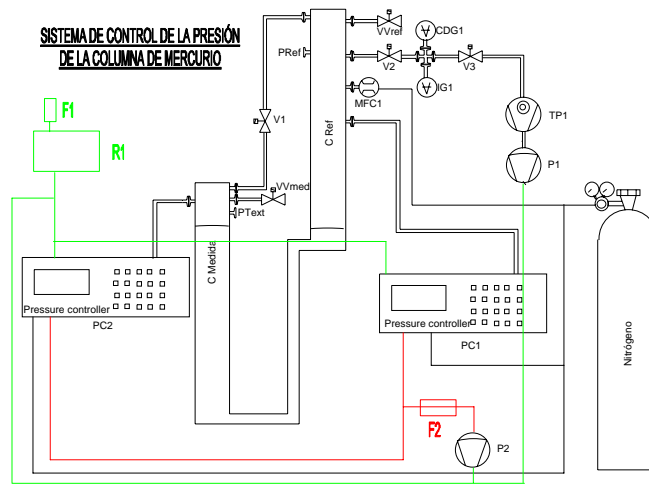 SISTEMA DE CONTROL DE LA PRESIÓN
DE LA COLUMNA DE MERCURIO
VVref
CDG1
PRef
V2
V3
IG1
MFC1
TP1
F1
R1
V1
C Ref
P1
VVmed
PText
C Medida
Pressure controller
PC2
Pressure controller
PC1
Nitrógeno
F2
P2